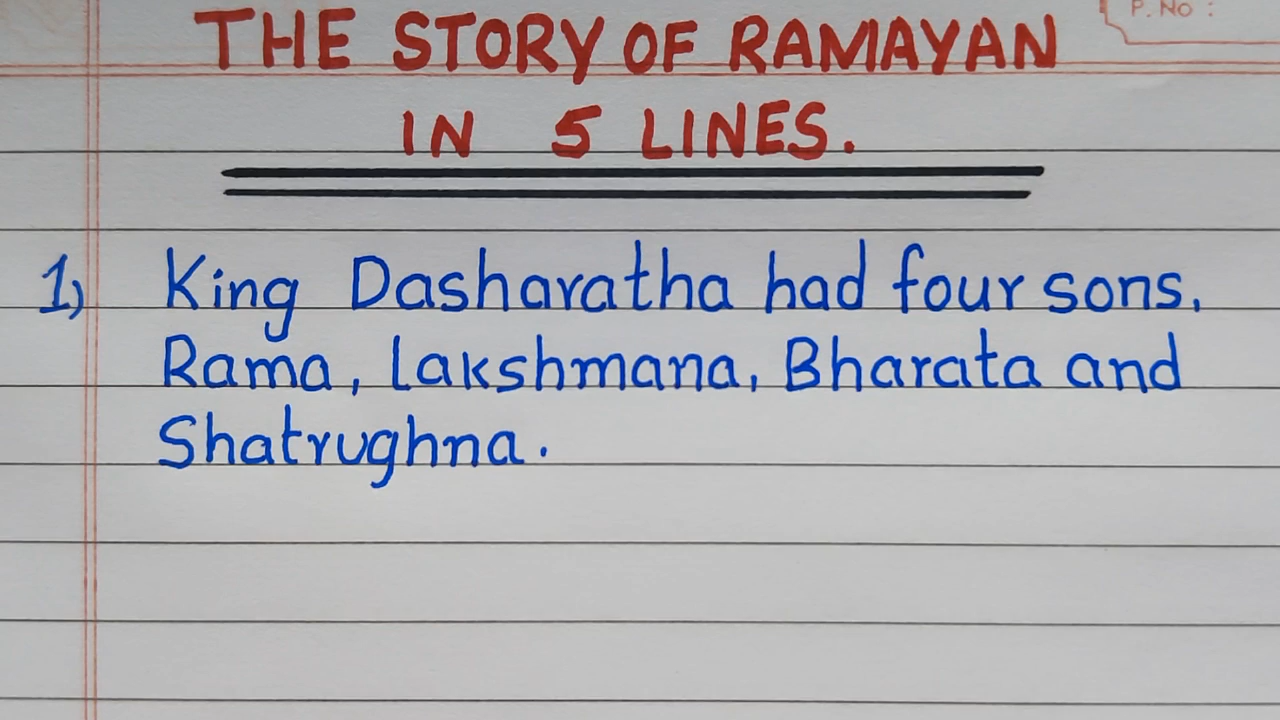 P. No :
THE STORY OF RAMAYAN
IN 5 LINES.
1) King Dasharatha had four sons,
Rama, Lakshmana, Bharata and
Shatrughna.